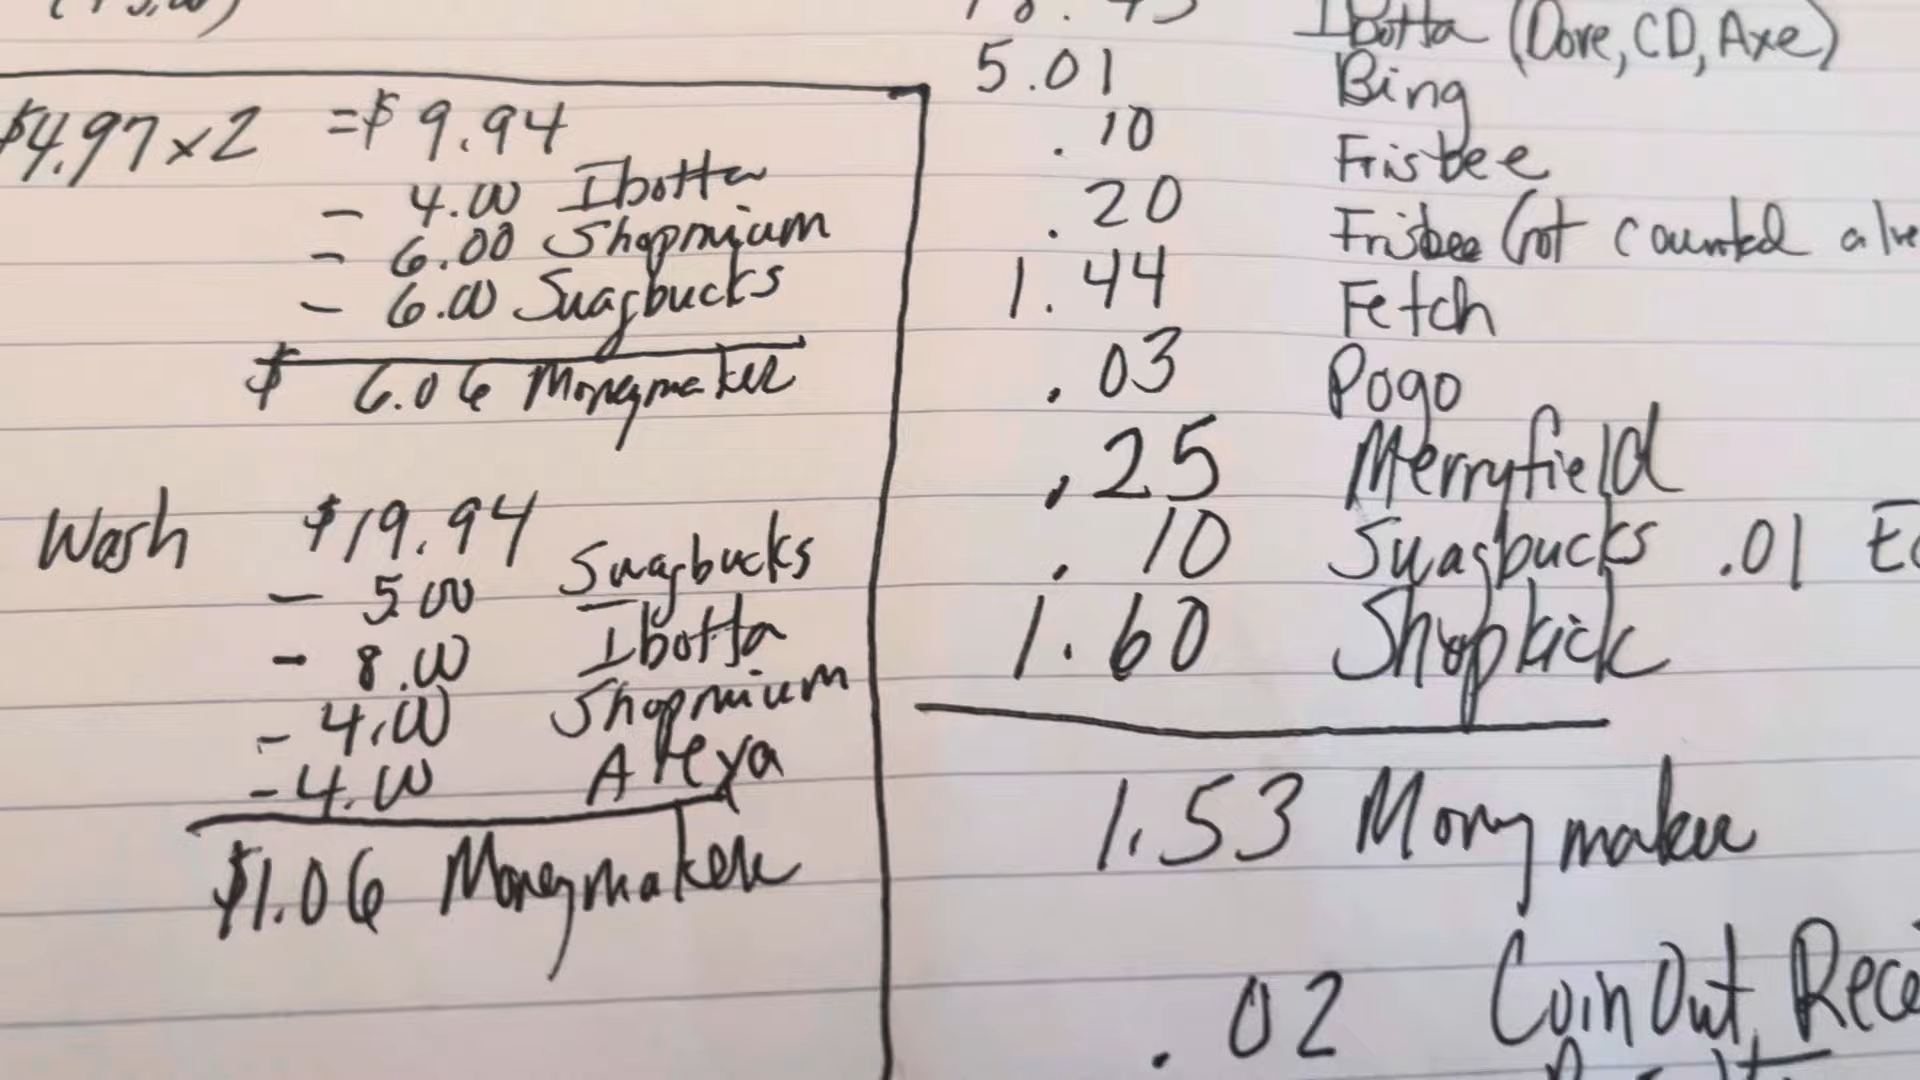 $4.97 x 2 = $ 9.94
- 4.00 Ibotta
- 6.00 Shopmium
- 6.00 Swagbucks
$ 6.06 Moneymaker
Wash $19.94
- 5.00 Swagbucks
- 8.00 Ibotta
- 4.00 Shopmium
- 4.00 Alexa
$1.06 Moneymaker
Ibotta (Dove, CD, Axe)
5.01 Bing
.10 Frisbee
.20 Frisbee (not counted
1.44 Fetch
.03 Pogo
.25 Merryfield
.10 Swagbucks .01
1.60 Shopkick
1.53 Moneymaker
.02 CoinOut